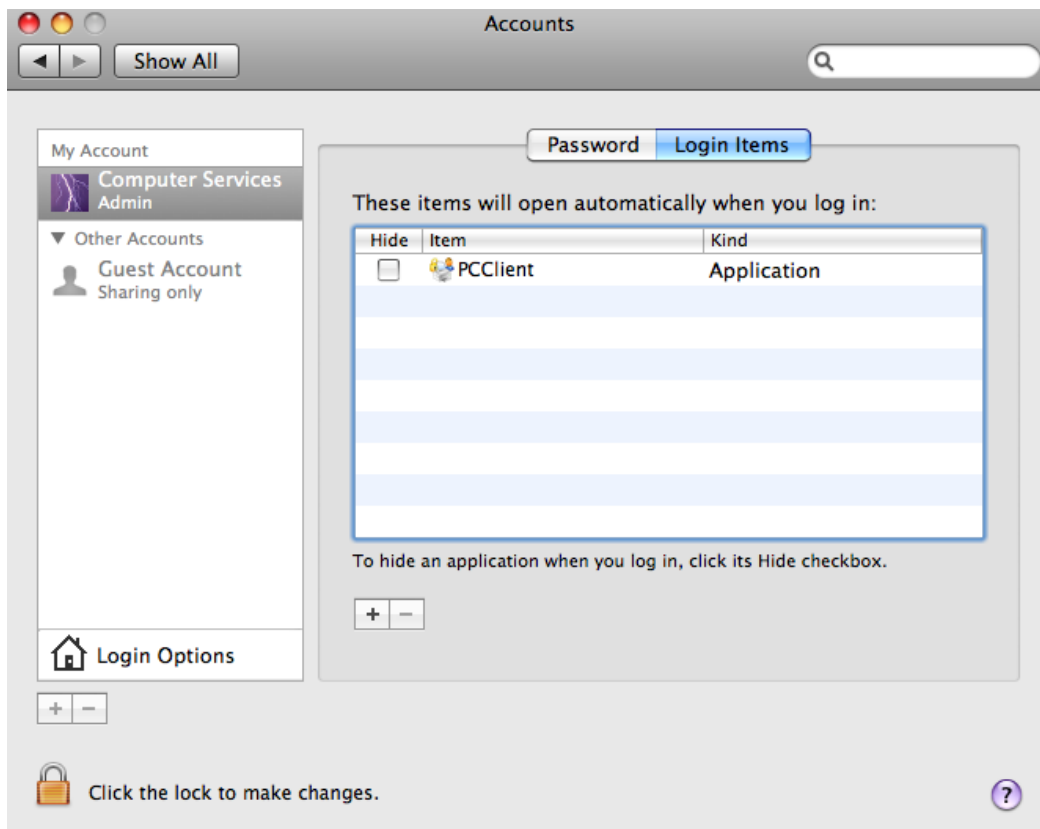 Accounts
Show All
My Account
Computer Services
Admin
Other Accounts
Guest Account
Sharing only
Login Options
Password Login Items
These items will open automatically when you log in:
Hide Item Kind
PCClient Application
To hide an application when you log in, click its Hide checkbox.
+ −
+ −
Click the lock to make changes.
?